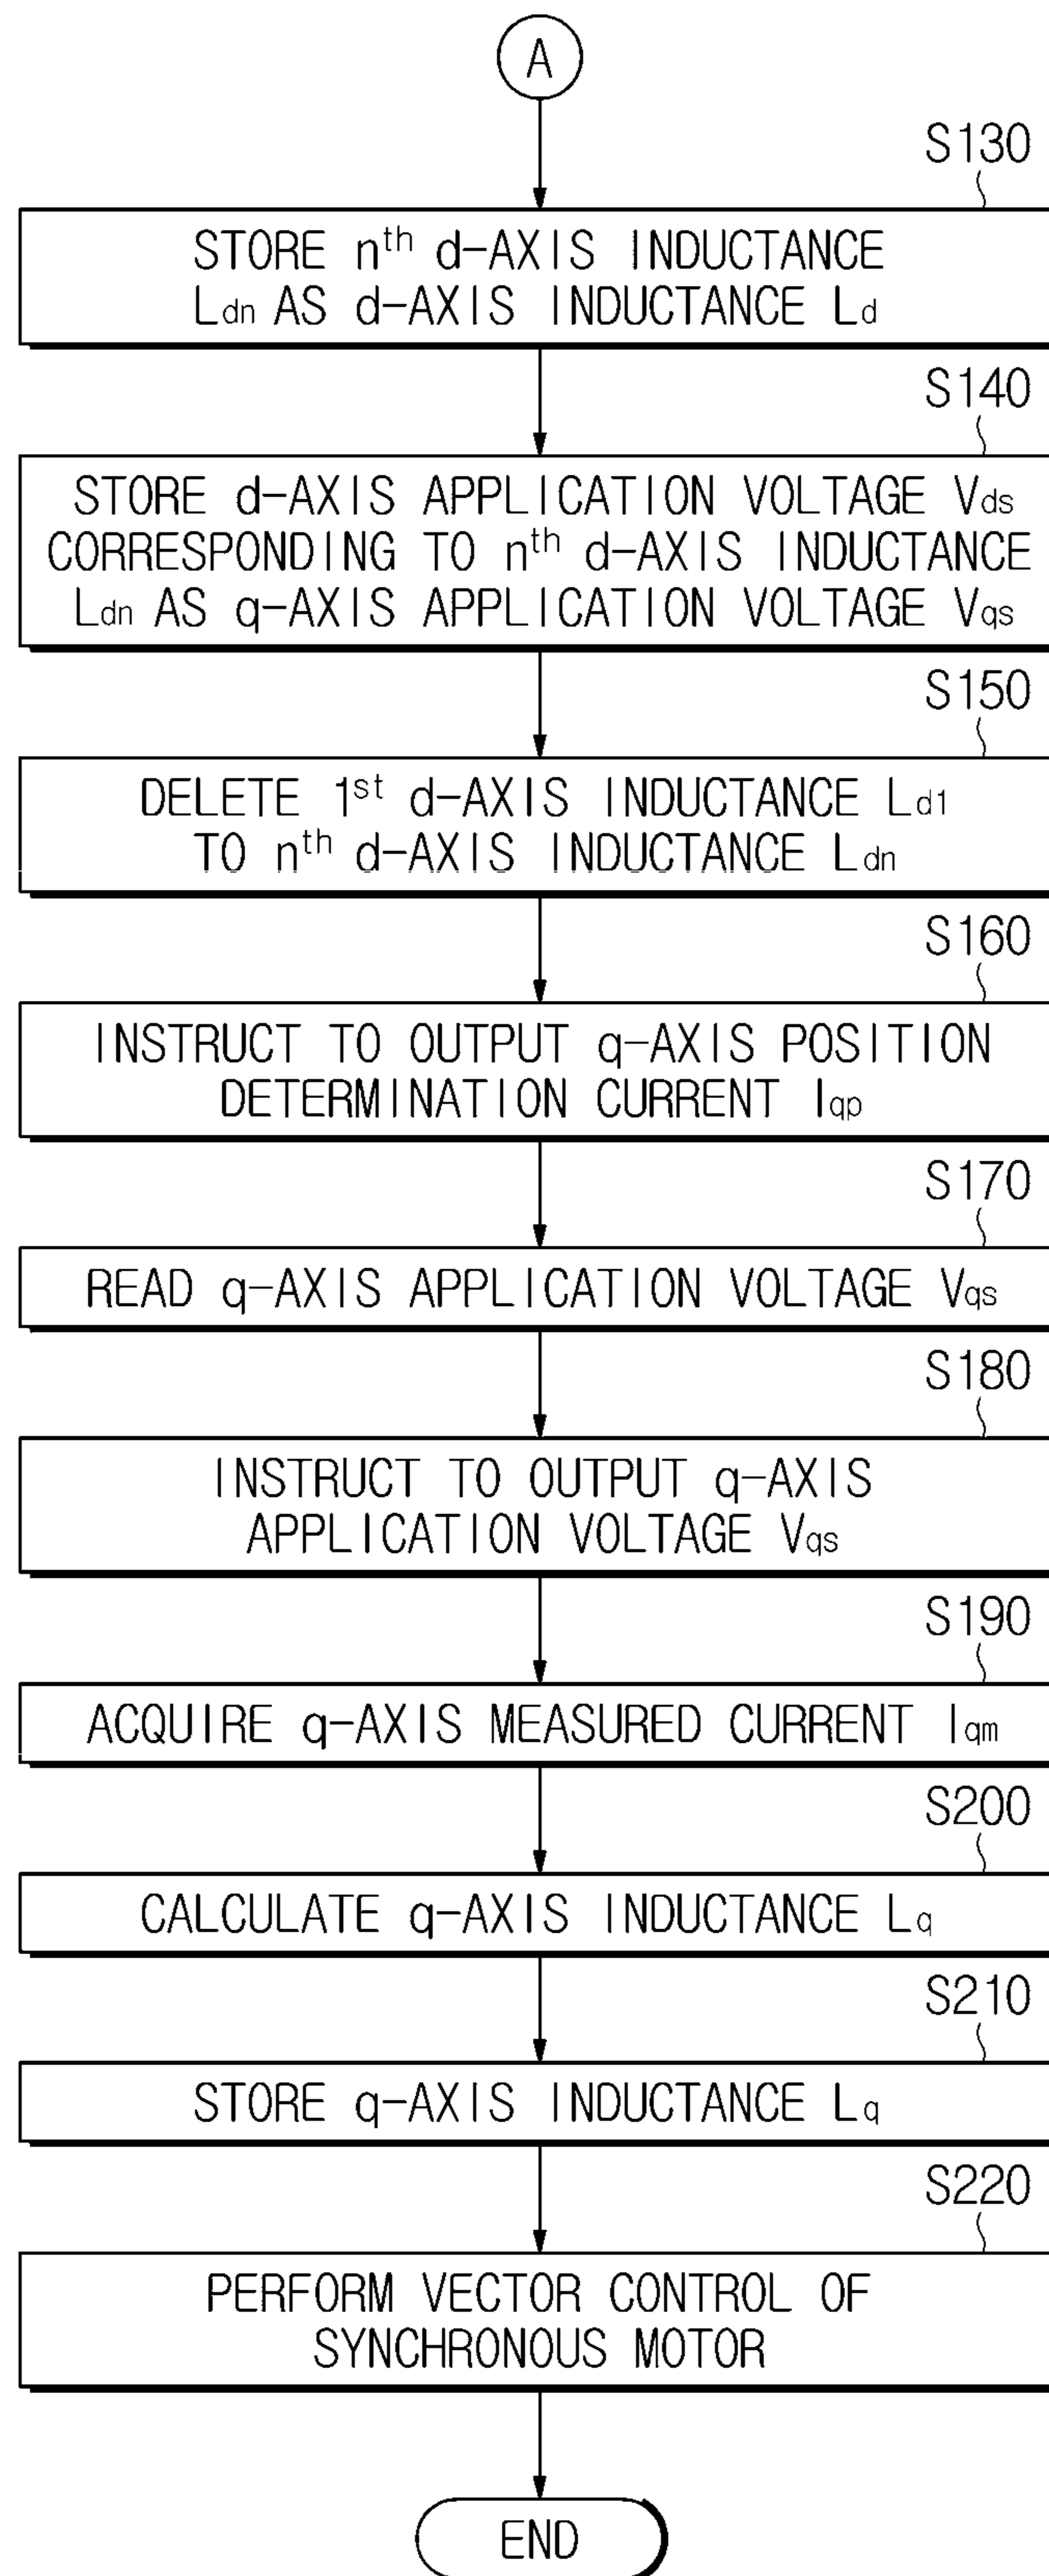 A
S130
STORE nth d-AXIS INDUCTANCE
Ldn AS d-AXIS INDUCTANCE Ld
S140
STORE d-AXIS APPLICATION VOLTAGE Vds
CORRESPONDING TO nth d-AXIS INDUCTANCE
Ldn AS q-AXIS APPLICATION VOLTAGE Vqs
S150
DELETE 1st d-AXIS INDUCTANCE Ld1
TO nth d-AXIS INDUCTANCE Ldn
S160
INSTRUCT TO OUTPUT q-AXIS POSITION
DETERMINATION CURRENT Iqp
S170
READ q-AXIS APPLICATION VOLTAGE Vqs
S180
INSTRUCT TO OUTPUT q-AXIS
APPLICATION VOLTAGE Vqs
S190
ACQUIRE q-AXIS MEASURED CURRENT Iqm
S200
CALCULATE q-AXIS INDUCTANCE Lq
S210
STORE q-AXIS INDUCTANCE Lq
S220
PERFORM VECTOR CONTROL OF
SYNCHRONOUS MOTOR
END